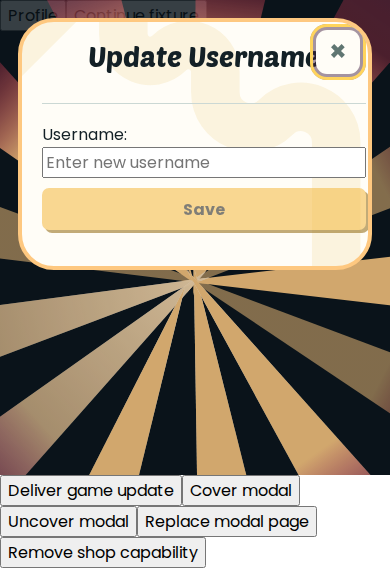 Profile Continue fixture
Update Username
✖
Username:
Enter new username
Save
Deliver game update Cover modal
Uncover modal Replace modal page
Remove shop capability